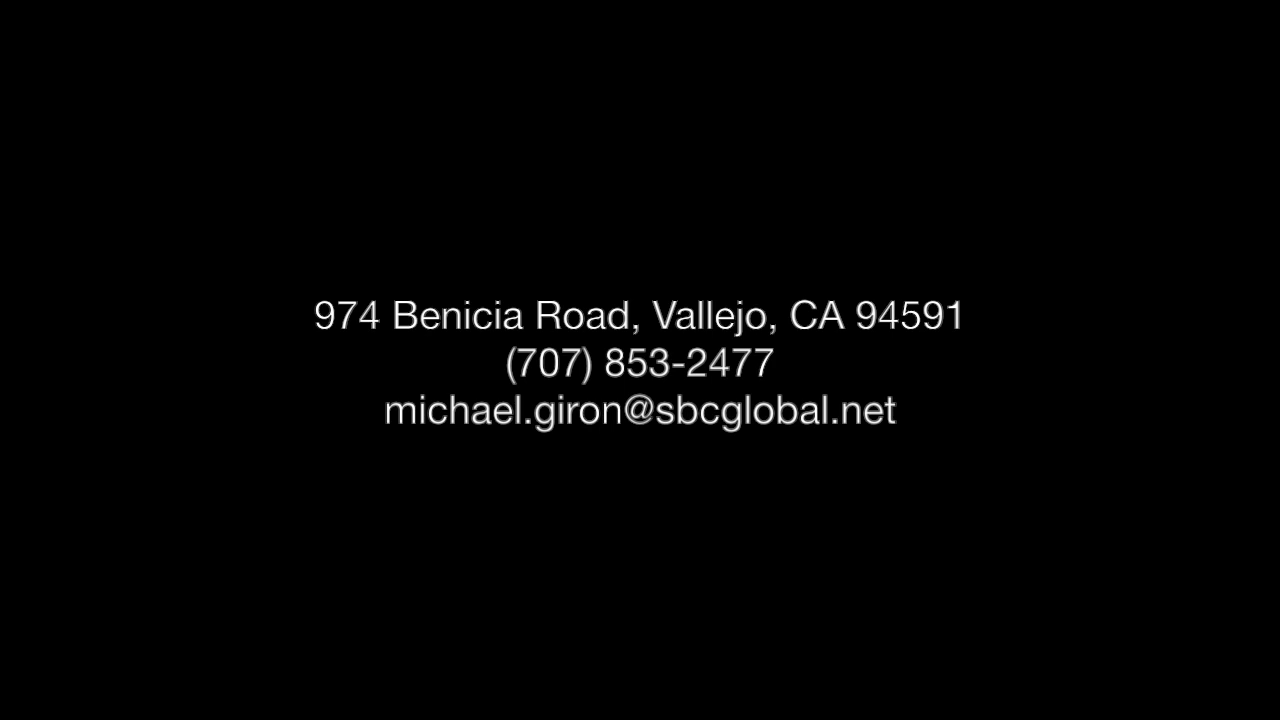 974 Benicia Road, Vallejo, CA 94591
(707) 853-2477
michael.giron@sbcglobal.net